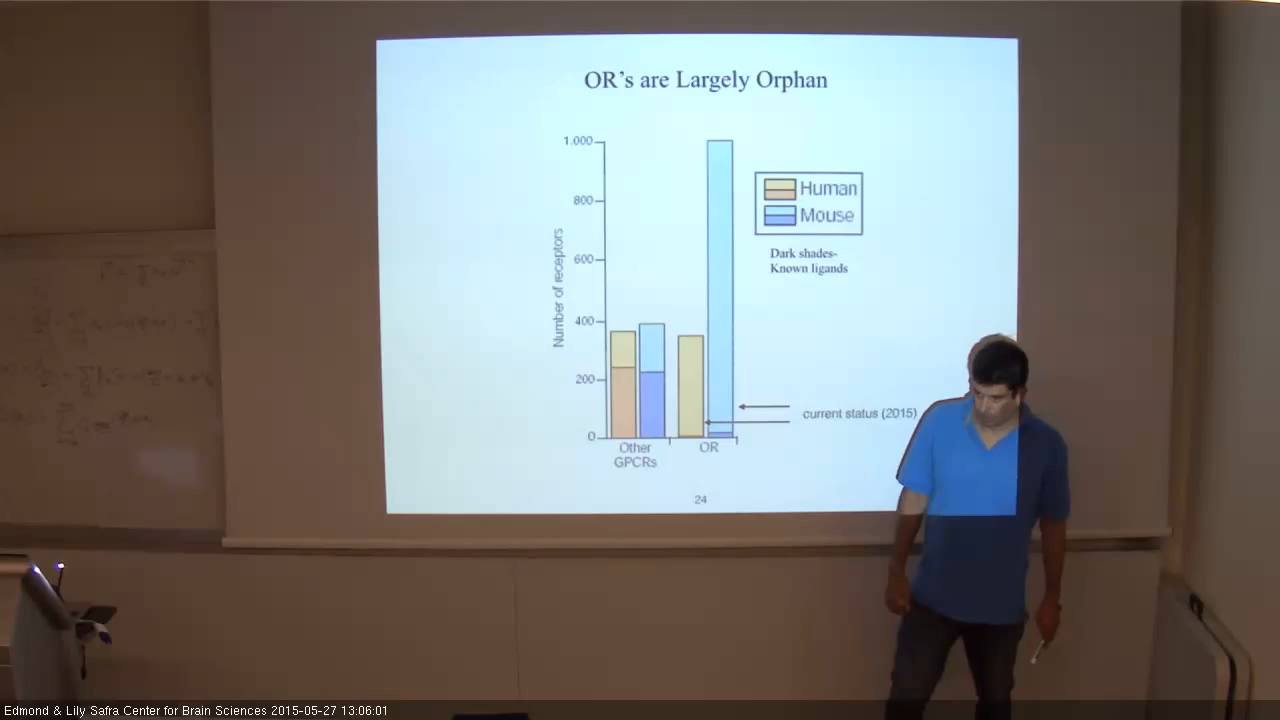 OR's are Largely Orphan
1.000
800
600
400
200
0
Number of receptors
Human
Mouse
Dark shades-
Known ligands
current status (2015)
Other
GPCRs
OR
24
Edmond & Lily Safra Center for Brain Sciences 2015-05-27 13:06:01